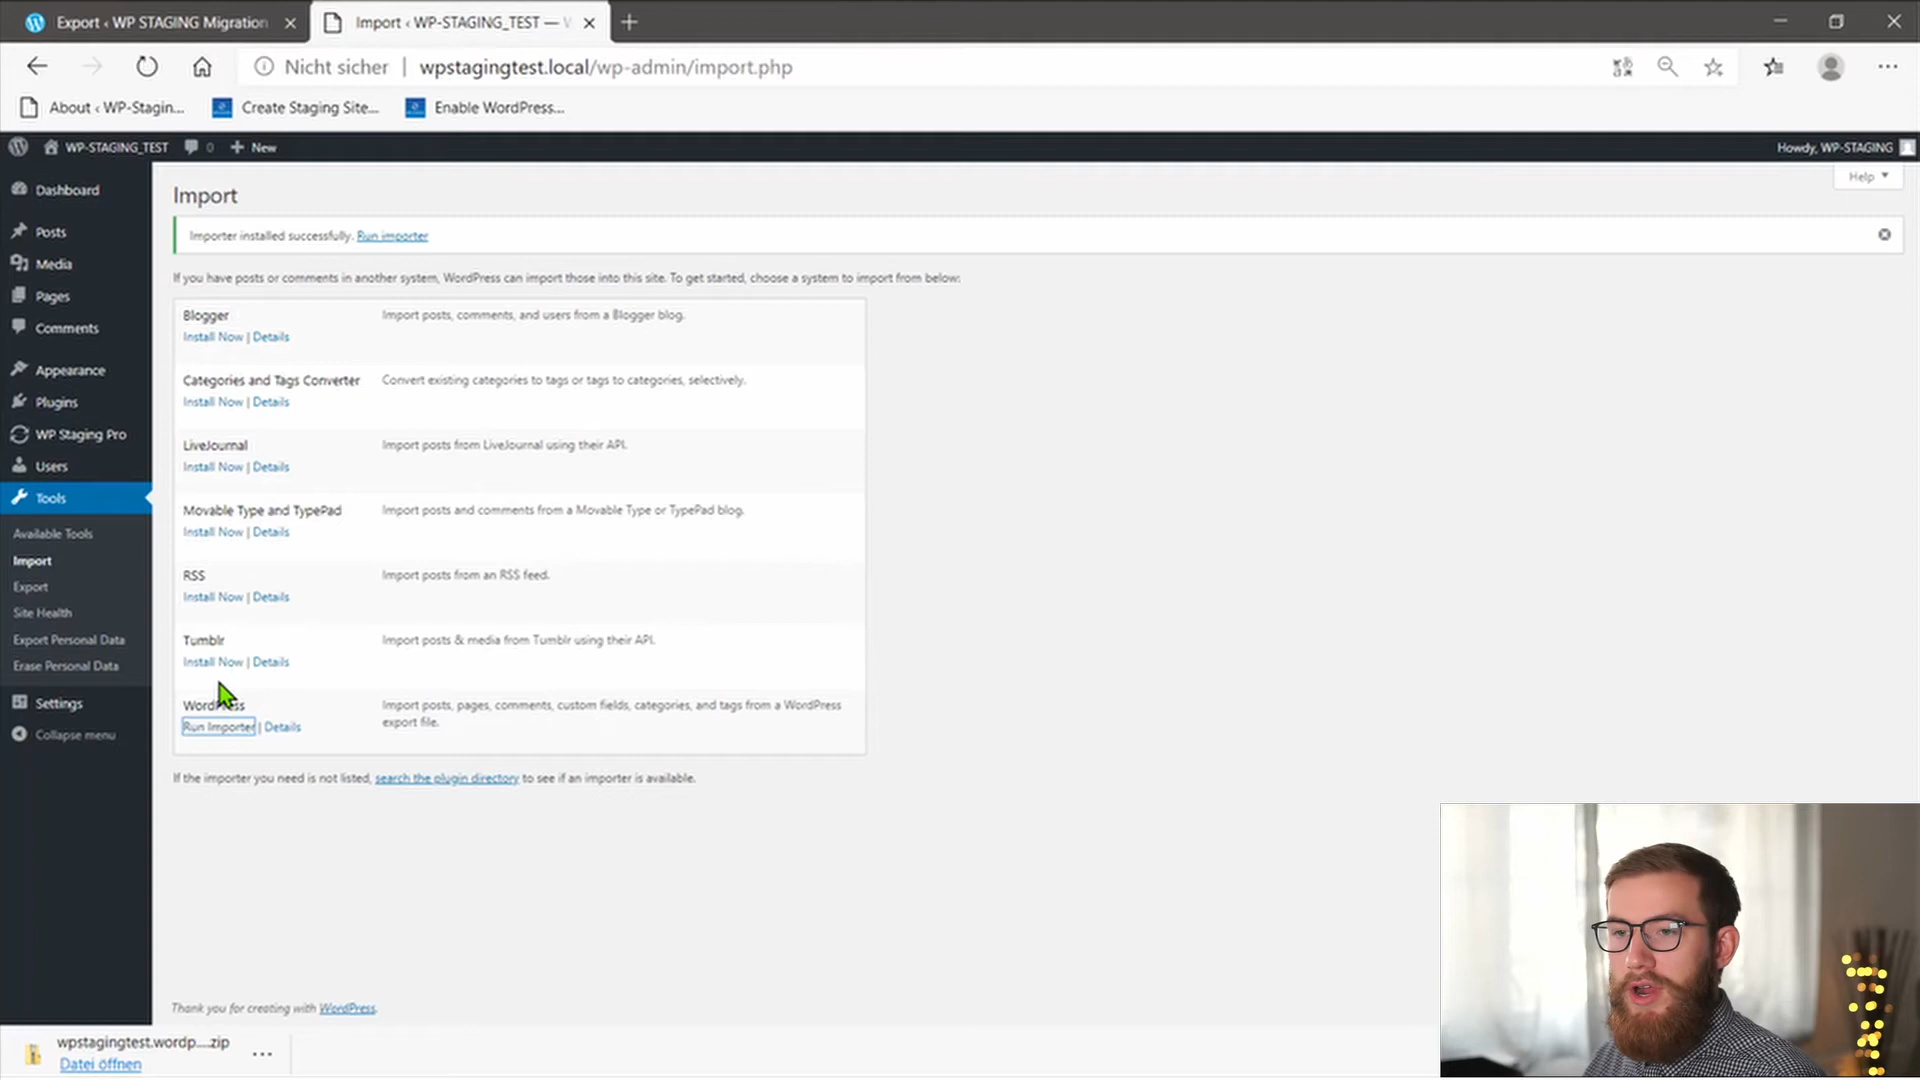 Export ‹ WP STAGING Migration
Import ‹ WP-STAGING_TEST —
Nicht sicher | wpstagingtest.local/wp-admin/import.php
About ‹ WP-Stagin...
Create Staging Site...
Enable WordPress...
WP-STAGING_TEST
0
New
Howdy, WP-STAGING
Dashboard
Posts
Media
Pages
Comments
Appearance
Plugins
WP Staging Pro
Users
Tools
Available Tools
Import
Export
Site Health
Export Personal Data
Erase Personal Data
Settings
Collapse menu
Help
Import
Importer installed successfully. Run importer
If you have posts or comments in another system, WordPress can import those into this site. To get started, choose a system to import from below:
Blogger
Import posts, comments, and users from a Blogger blog.
Install Now | Details
Categories and Tags Converter
Convert existing categories to tags or tags to categories, selectively.
Install Now | Details
LiveJournal
Import posts from LiveJournal using their API.
Install Now | Details
Movable Type and TypePad
Import posts and comments from a Movable Type or TypePad blog.
Install Now | Details
RSS
Import posts from an RSS feed.
Install Now | Details
Tumblr
Import posts & media from Tumblr using their API.
Install Now | Details
WordPress
Import posts, pages, comments, custom fields, categories, and tags from a WordPress
export file.
Run Importer | Details
If the importer you need is not listed, search the plugin directory to see if an importer is available.
Thank you for creating with WordPress.
wpstagingtest.wordp....zip
Datei öffnen